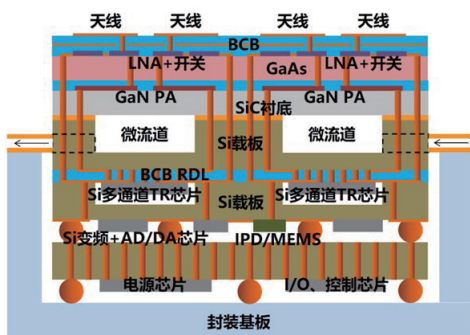 天线 天线 天线 天线
BCB
LNA+开关 GaAs LNA+开关
GaN PA GaN PA
SiC衬底
微流道 Si载板 微流道
BCB RDL
Si多通道TR芯片 Si多通道TR芯片
Si载板
Si变频+AD/DA芯片 IPD/MEMS
电源芯片 I/O、控制芯片
封装基板